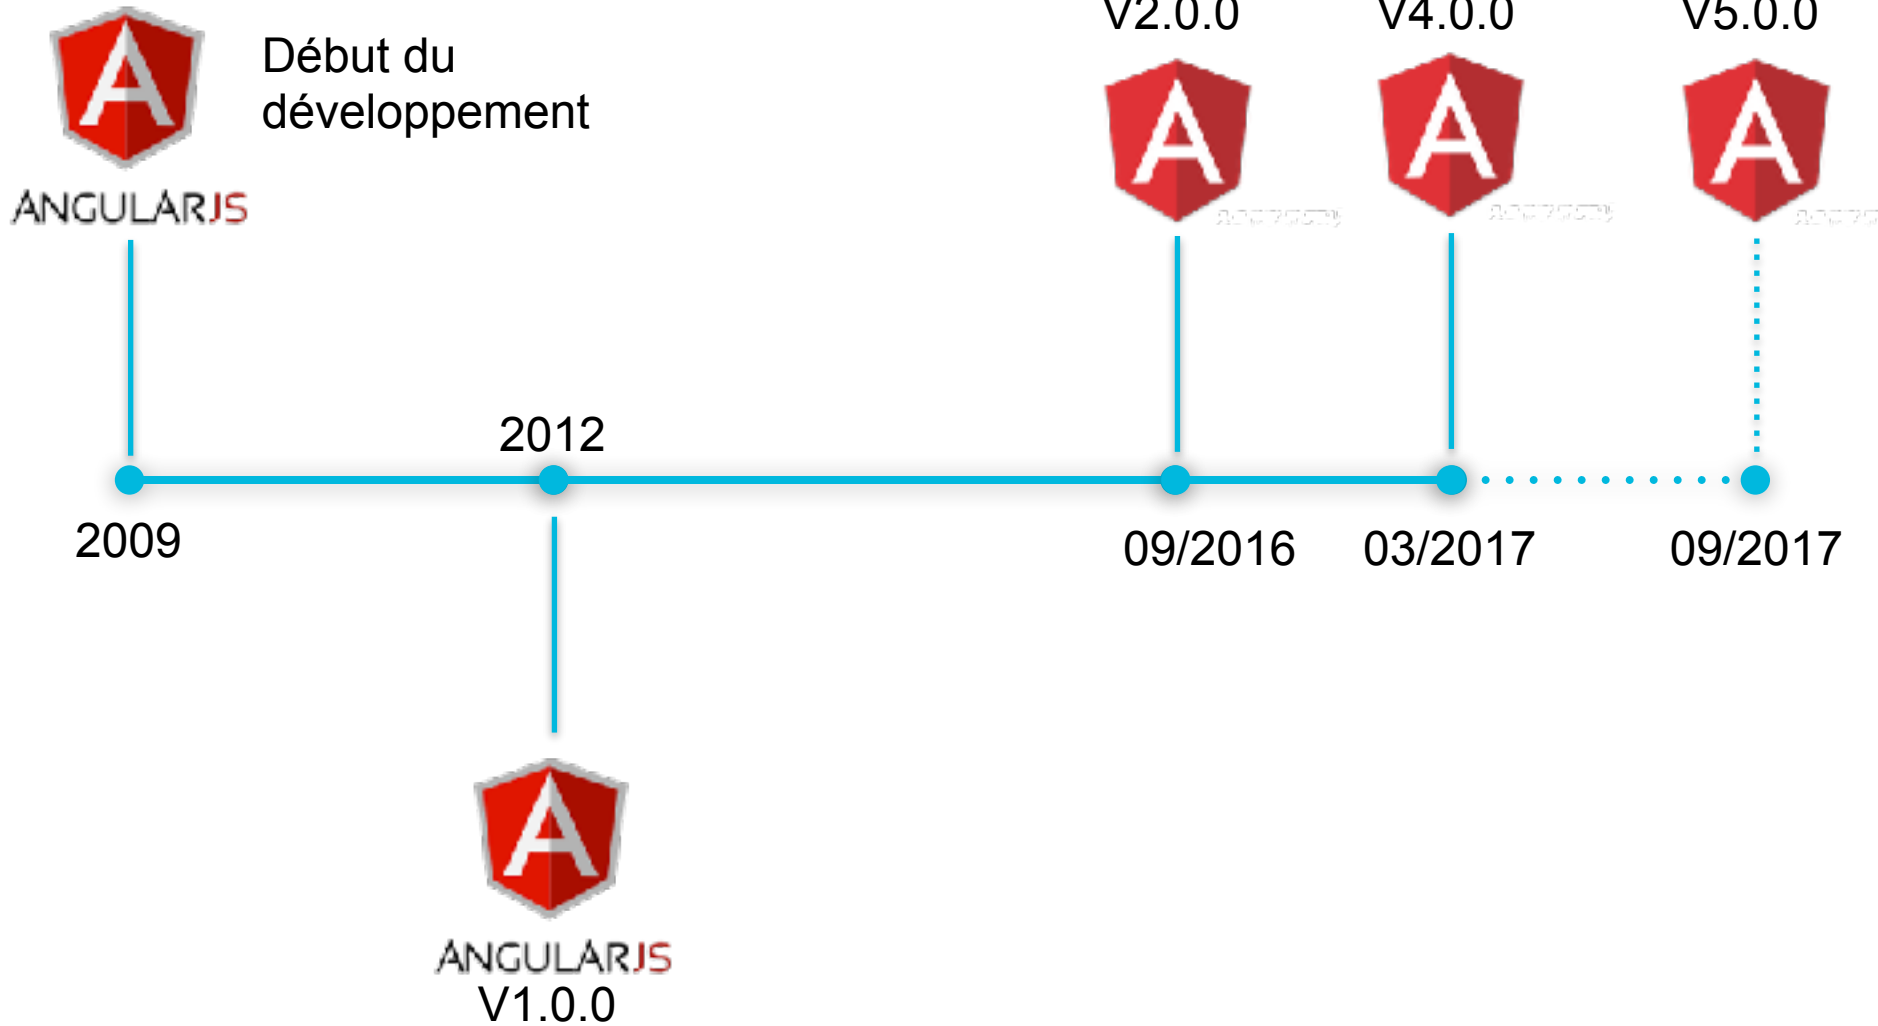 V2.0.0
V4.0.0
V5.0.0
Début du
développement
ANGULARJS
2012
2009
09/2016
03/2017
09/2017
ANGULARJS
V1.0.0